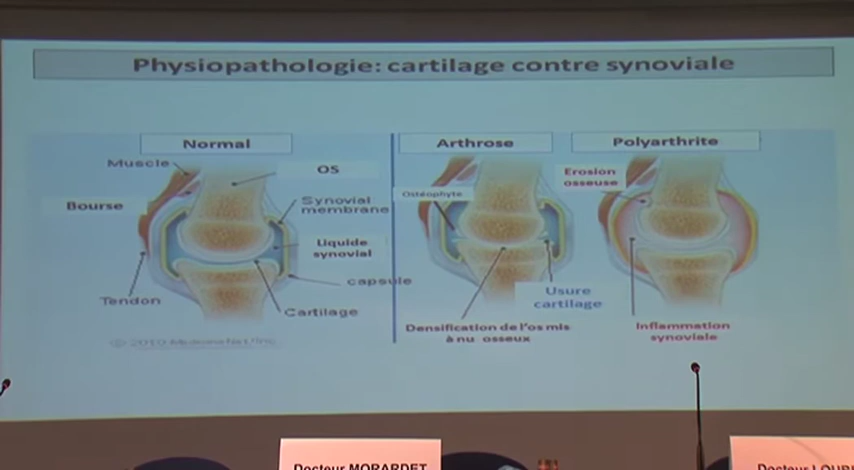 Physiopathologie: cartilage contre synoviale
Normal
Arthrose
Polyarthrite
Muscle
OS
Bourse
Synovial
membrane
Liquide
synovial
capsule
Tendon
Cartilage
Ostéophyte
Erosion
osseuse
Usure
cartilage
Densification de l'os mis
à nu osseux
Inflammation
synoviale
Docteur MORARDET
Docteur